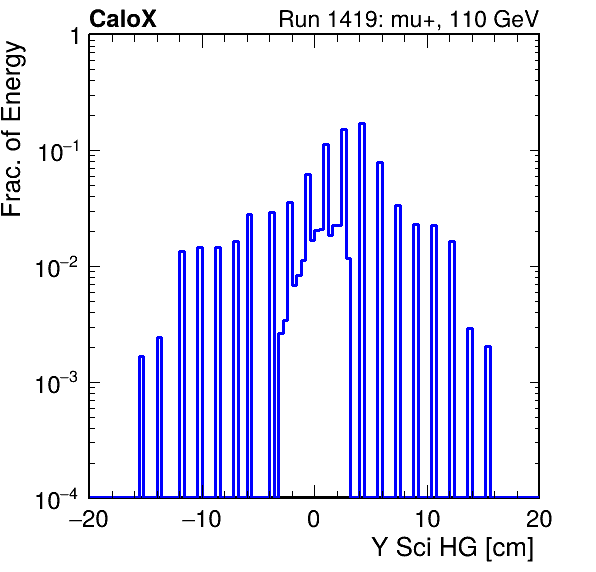 CaloX Run 1419: mu+, 110 GeV
Frac. of Energy
1
10⁻¹
10⁻²
10⁻³
10⁻⁴
−20 −10 0 10 20
Y Sci HG [cm]